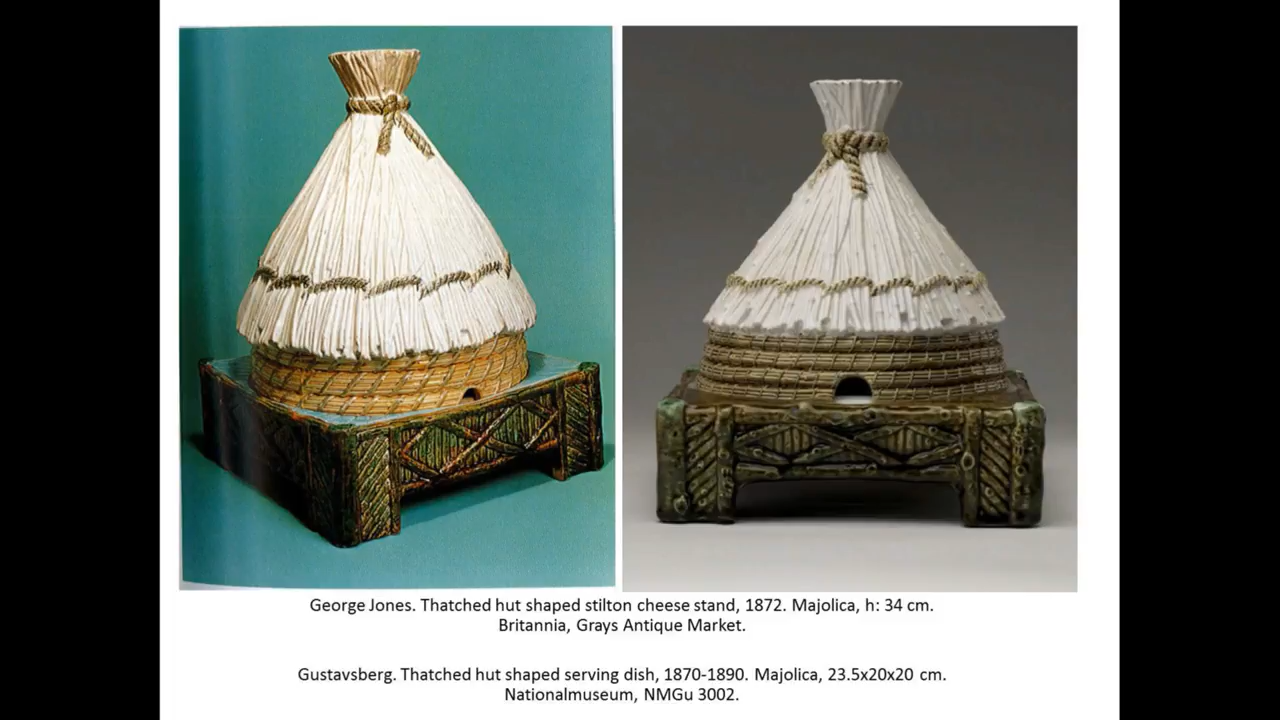 George Jones. Thatched hut shaped stilton cheese stand, 1872. Majolica, h: 34 cm.
Britannia, Grays Antique Market.
Gustavsberg. Thatched hut shaped serving dish, 1870-1890. Majolica, 23.5x20x20 cm.
Nationalmuseum, NMGu 3002.